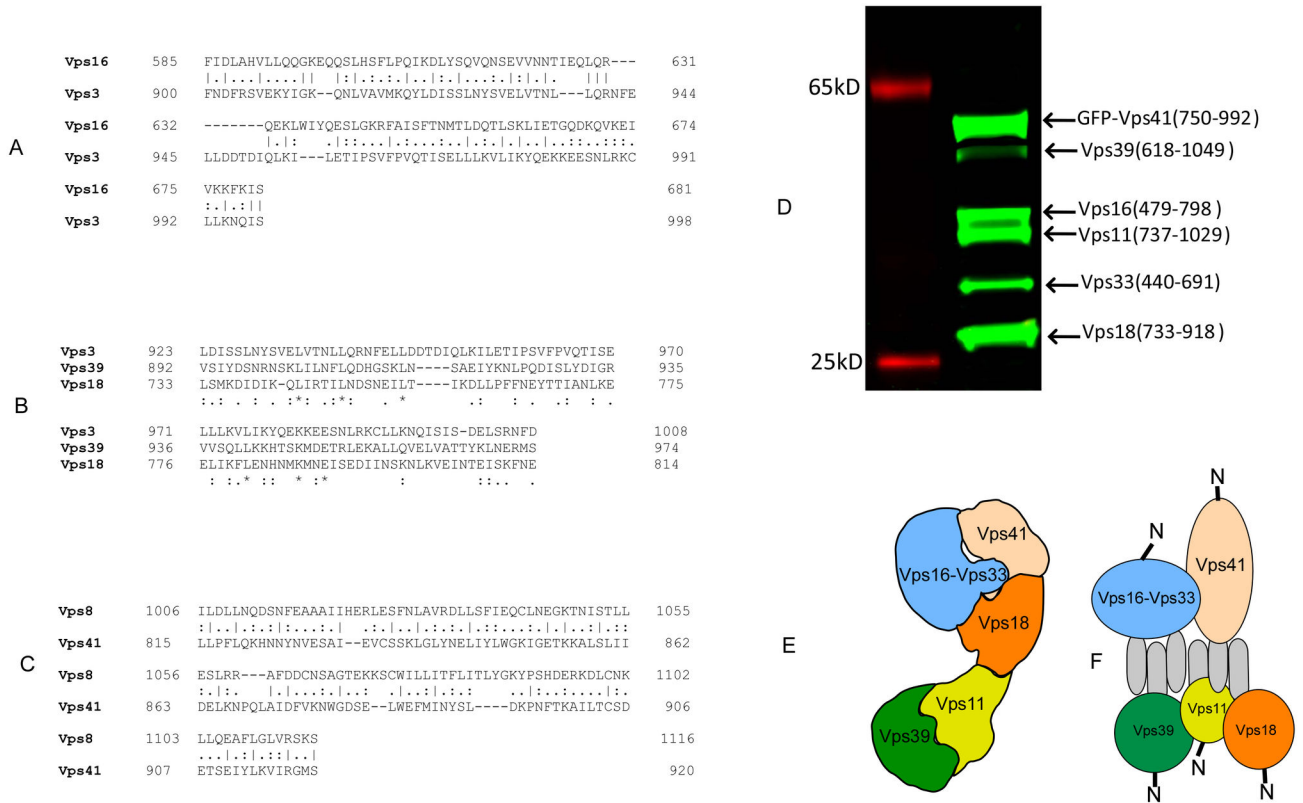 Vps16 585 FIDLAHVLLQQGKEQQSLHSFLPQIKDLYSQVQNSEVVNNTIEQLQR--- 631
|.|....|....|| .:|.:.:..|..|.:..|.:.|.| .||||
Vps3 900 FNDFRSVEKYIGK--QNLVAVMKQYLDISSLNYSVELVTNL---LQRNFE 944
Vps16 632 -------QEKLWIYQESLGKRFAISFTNMTLDQTLSKLIETGQDKQVKEI 674
Vps3 945 LLDDTDIQLKI---LETIPSVFPVQTISELLLKVLIKYQEKKEESNLRKC 991
Vps16 675 VKKFKIS 681
:.|.:||
Vps3 992 LLKNQIS 998
A
Vps3 923 LDISSLNYSVELVTNLLQRNFELLDDTDIQLKILETIPSVFPVQTISE 970
Vps39 892 VSIYDSNRNSKLILNFLQDHGSKLN----SAEIYKNLPQDISLYDIGR 935
Vps18 733 LSMKDIDIK-QLIRTILNDSNEILT----IKDLLPFFNEYTTIANLKE 775
Vps3 971 LLLKVLIKYQEKKEESNLRKCLLKNQISIS-DELSRNFD 1008
Vps39 936 VVSQLLKKHTSKMDETRLEKALLQVELVATTYKLNERMS 974
Vps18 776 ELIKFLENHNMKMNEISEDIINSKNLKVEINTEISKFNE 814
B
Vps8 1006 ILDLLNQDSNFEAAAIIHERLESFNLAVRDLLSFIEQCLNEGKTNISTLL 1055
Vps41 815 LLPFLQKHNNYNVESAI--EVCSSKLGLYNELIYLWGKIGETKKALSLII 862
Vps8 1056 ESLRR---AFDDCNSAGTEKKSCWILLITFLITLYGKYPSHDERKDLCNK 1102
Vps41 863 DELKNPQLAIDFVKNWGDSE--LWEFMINYSL----DKPNFTKAILTCSD 906
Vps8 1103 LLQEAFLGLVRSKS 1116
Vps41 907 ETSEIYLKVIRGMS 920
C
D
65kD
25kD
GFP-Vps41(750-992)
Vps39(618-1049)
Vps16(479-798)
Vps11(737-1029)
Vps33(440-691)
Vps18(733-918)
E
Vps41
Vps16-Vps33
Vps18
Vps11
Vps39
F
N
N
Vps41
Vps16-Vps33
Vps39
Vps11
Vps18
N
N
N